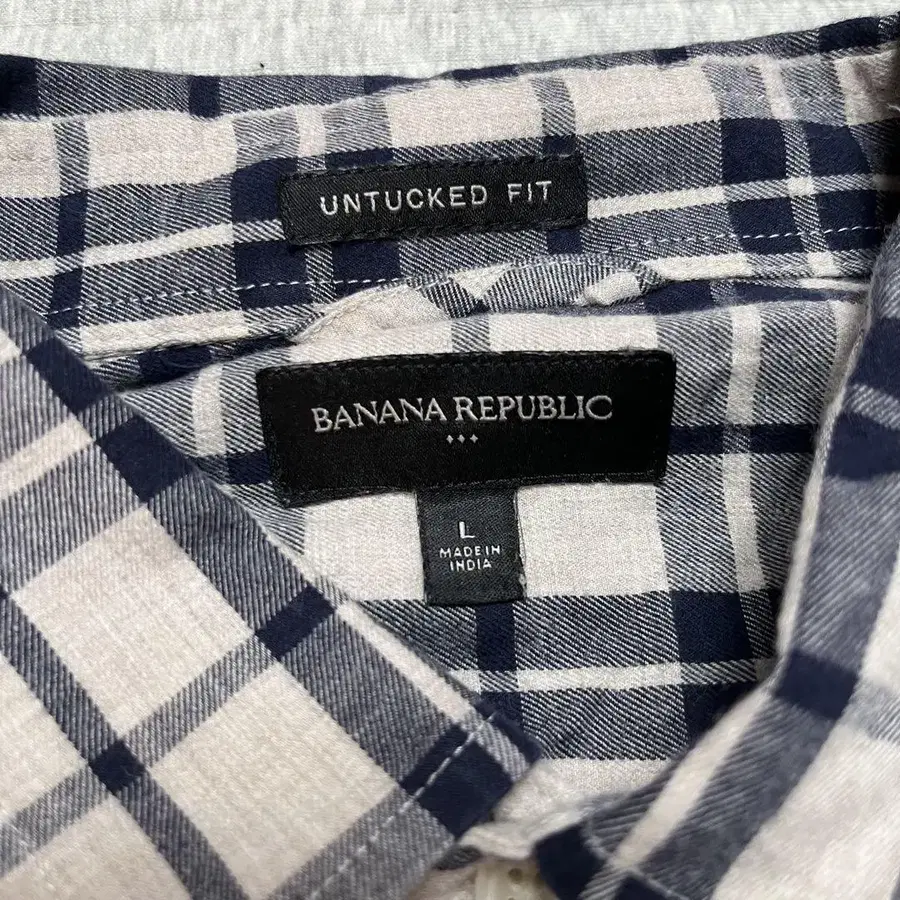 UNTUCKED FIT
BANANA REPUBLIC
L
MADE IN
INDIA